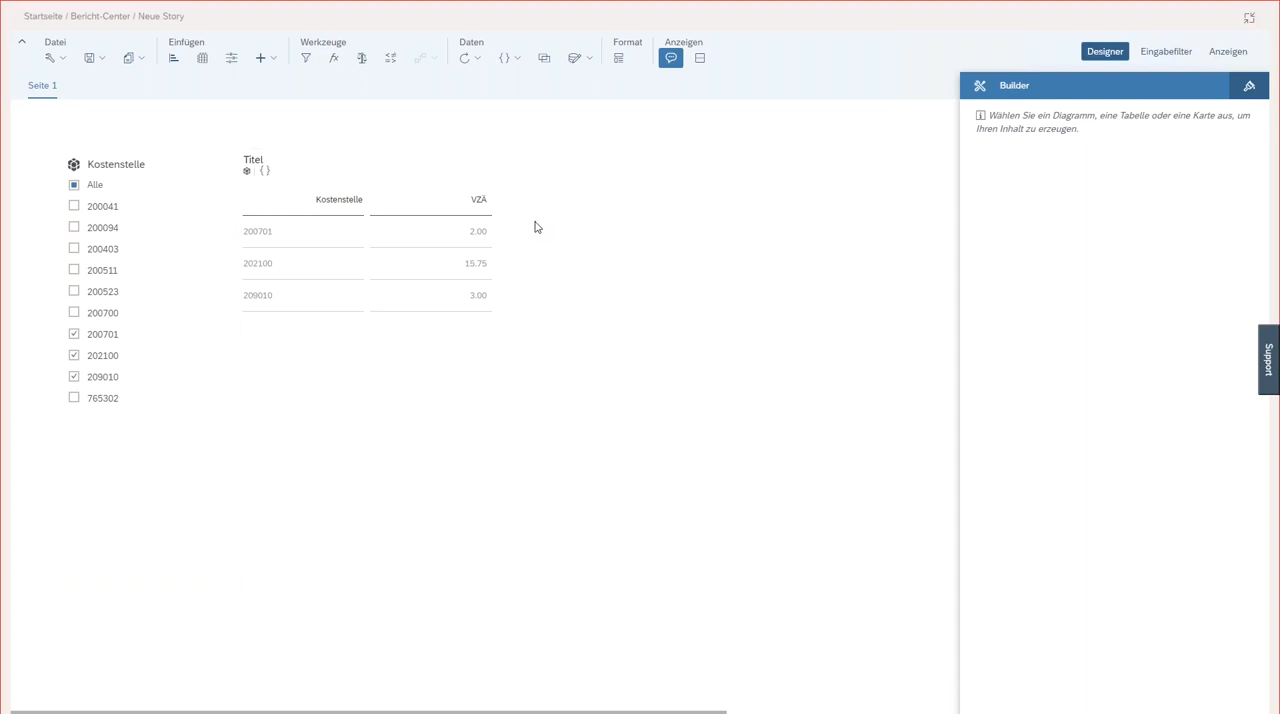 Startseite / Bericht-Center / Neue Story
Datei
Einfügen
Werkzeuge
Daten
Format
Anzeigen
Designer
Eingabefilter
Anzeigen
Seite 1
Builder
Wählen Sie ein Diagramm, eine Tabelle oder eine Karte aus, um
Ihren Inhalt zu erzeugen.
Kostenstelle
Alle
200041
200094
200403
200511
200523
200700
200701
202100
209010
765302
Titel
Kostenstelle VZÄ
200701 2.00
202100 15.75
209010 3.00
Support